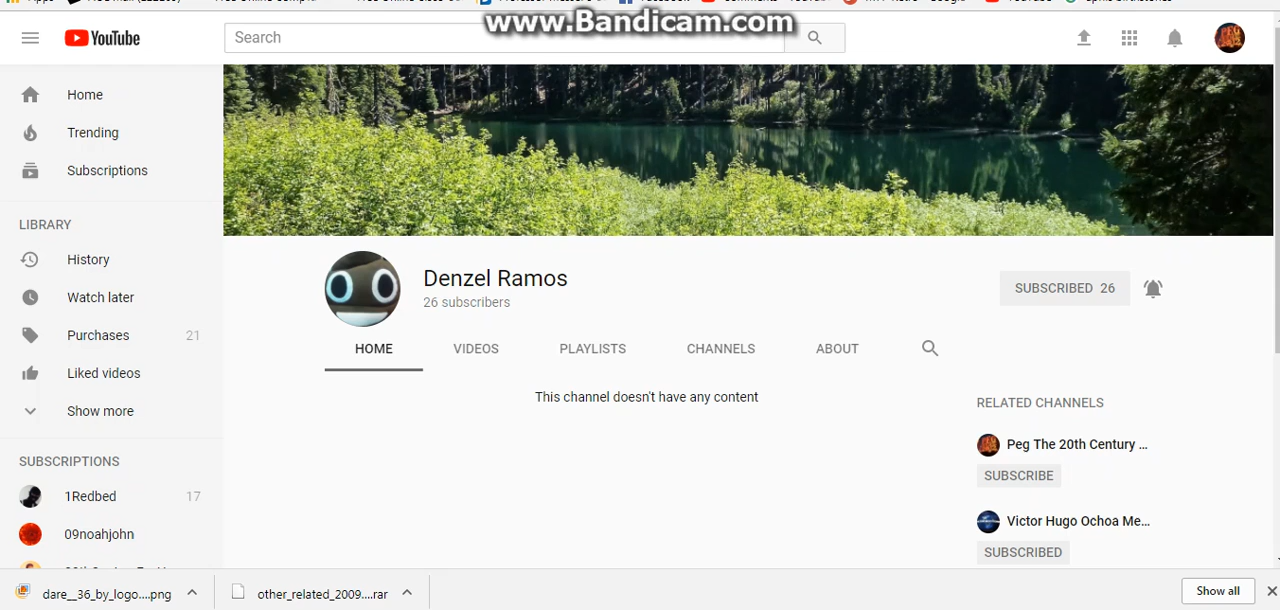 www.Bandicam.com
YouTube
Search
Home
Trending
Subscriptions
LIBRARY
History
Watch later
Purchases 21
Liked videos
Show more
SUBSCRIPTIONS
1Redbed 17
09noahjohn
Denzel Ramos
26 subscribers
SUBSCRIBED 26
HOME VIDEOS PLAYLISTS CHANNELS ABOUT
This channel doesn't have any content
RELATED CHANNELS
Peg The 20th Century ...
SUBSCRIBE
Victor Hugo Ochoa Me...
SUBSCRIBED
dare__36_by_logo....png
other_related_2009....rar
Show all